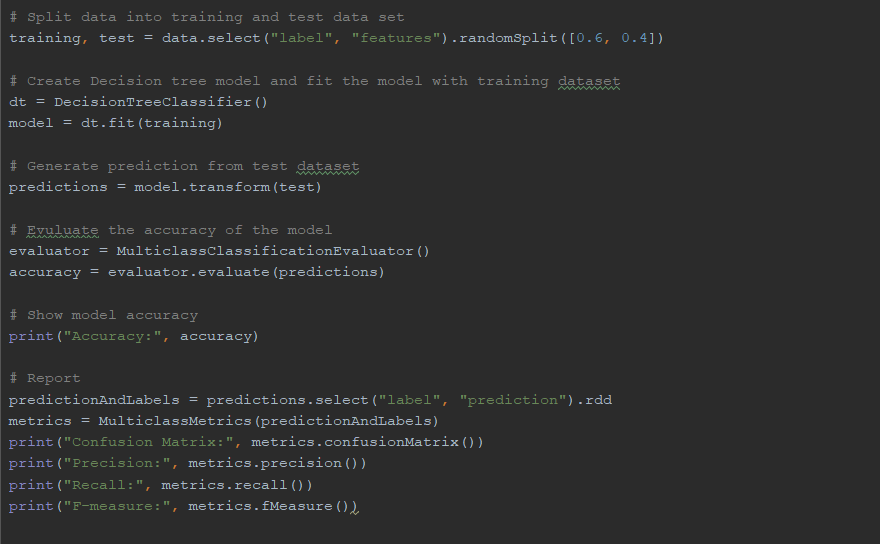 # Split data into training and test data set
training, test = data.select("label", "features").randomSplit([0.6, 0.4])
# Create Decision tree model and fit the model with training dataset
dt = DecisionTreeClassifier()
model = dt.fit(training)
# Generate prediction from test dataset
predictions = model.transform(test)
# Evuluate the accuracy of the model
evaluator = MulticlassClassificationEvaluator()
accuracy = evaluator.evaluate(predictions)
# Show model accuracy
print("Accuracy:", accuracy)
# Report
predictionAndLabels = predictions.select("label", "prediction").rdd
metrics = MulticlassMetrics(predictionAndLabels)
print("Confusion Matrix:", metrics.confusionMatrix())
print("Precision:", metrics.precision())
print("Recall:", metrics.recall())
print("F-measure:", metrics.fMeasure())